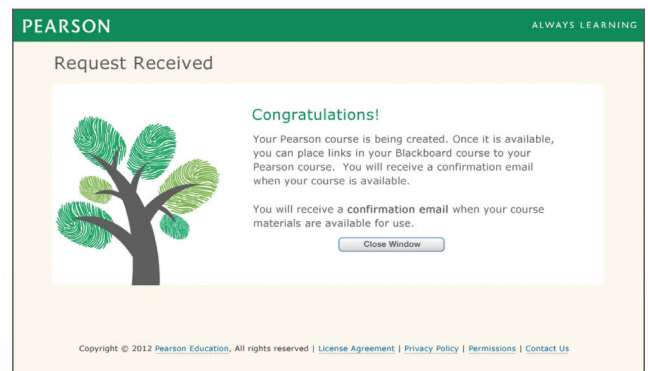 PEARSON
ALWAYS LEARNING
Request Received
Congratulations!
Your Pearson course is being created. Once it is available,
you can place links in your Blackboard course to your
Pearson course.  You will receive a confirmation email
when your course is available.
You will receive a confirmation email when your course
materials are available for use.
Close Window
Copyright © 2012 Pearson Education, All rights reserved | License Agreement | Privacy Policy | Permissions | Contact Us